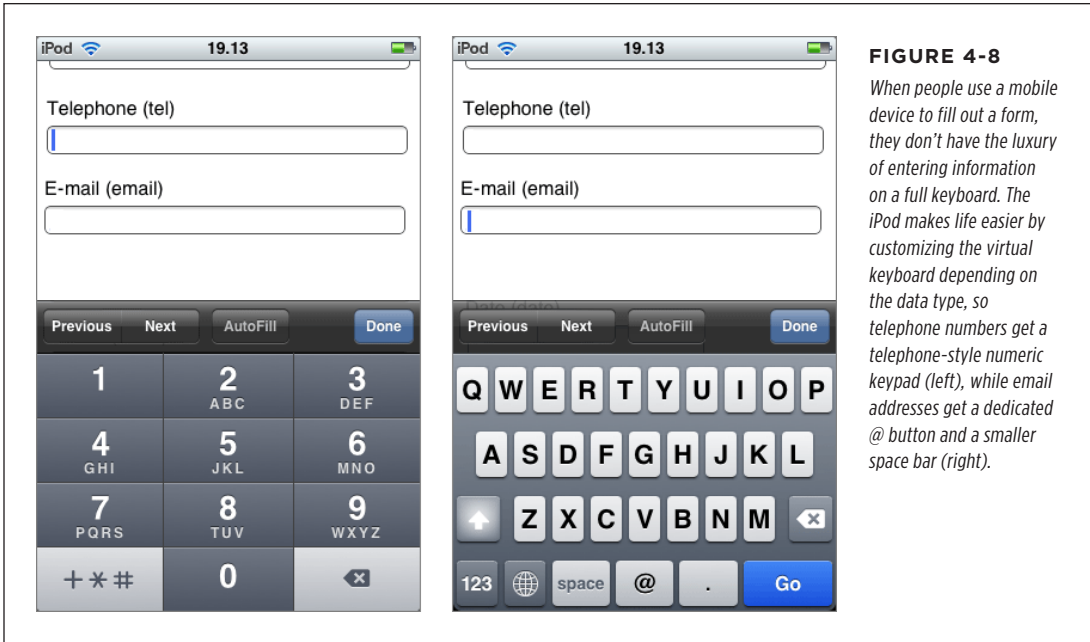 iPod 19.13
Telephone (tel)
E-mail (email)
Previous Next AutoFill Done
1 2 3
ABC DEF
4 5 6
GHI JKL MNO
7 8 9
PQRS TUV WXYZ
+*# 0
iPod 19.13
Telephone (tel)
E-mail (email)
Date (date)
Previous Next AutoFill Done
Q W E R T Y U I O P
A S D F G H J K L
Z X C V B N M
123 space @ . Go
FIGURE 4-8
When people use a mobile
device to fill out a form,
they don’t have the luxury
of entering information
on a full keyboard. The
iPod makes life easier by
customizing the virtual
keyboard depending on
the data type, so
telephone numbers get a
telephone-style numeric
keypad (left), while email
addresses get a dedicated
@ button and a smaller
space bar (right).